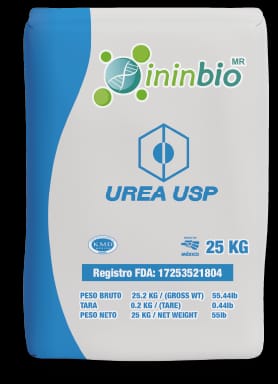 ininbio MR
UREA USP
KMD
MÉXICO
25 KG
Registro FDA: 17253521804
PESO BRUTO 25.2 KG / (GROSS WT) 55.44lb
TARA 0.2 KG / (TARE) 0.44lb
PESO NETO 25 KG / NET WEIGHT 55lb